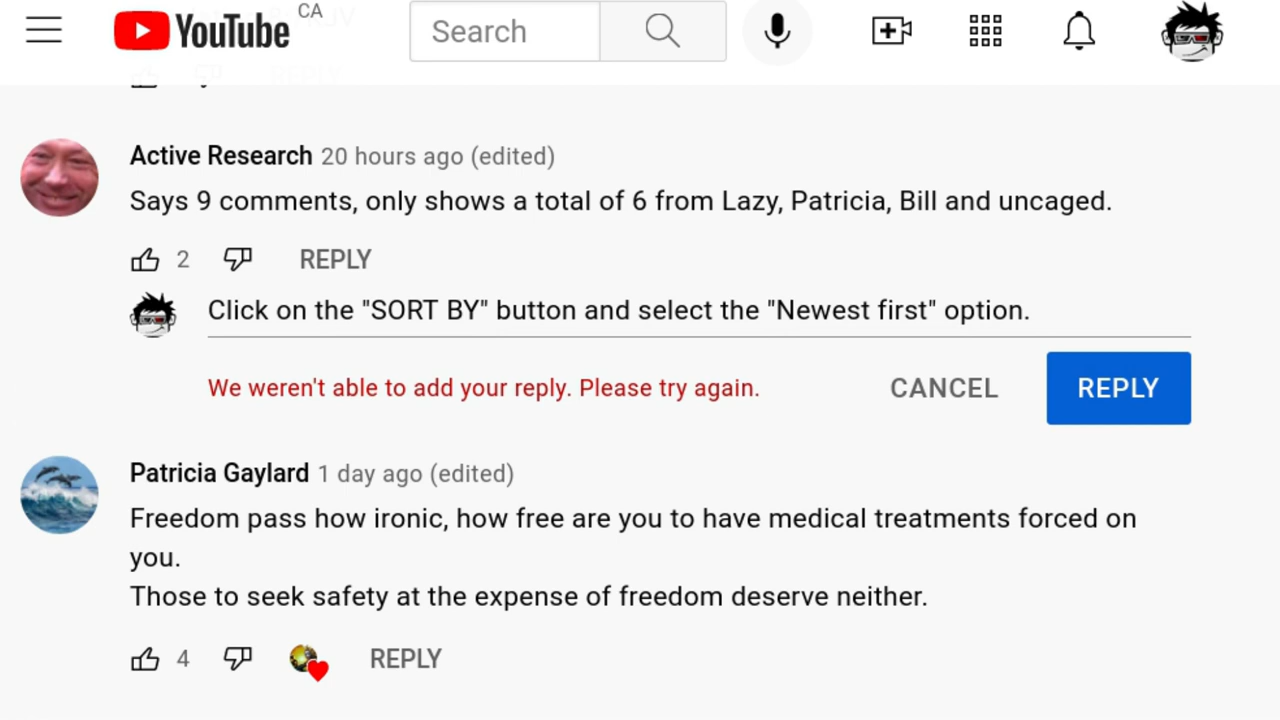 YouTube CA
Search
Active Research 20 hours ago (edited)
Says 9 comments, only shows a total of 6 from Lazy, Patricia, Bill and uncaged.
2 REPLY
Click on the "SORT BY" button and select the "Newest first" option.
We weren't able to add your reply. Please try again. CANCEL REPLY
Patricia Gaylard 1 day ago (edited)
Freedom pass how ironic, how free are you to have medical treatments forced on
you.
Those to seek safety at the expense of freedom deserve neither.
4 REPLY